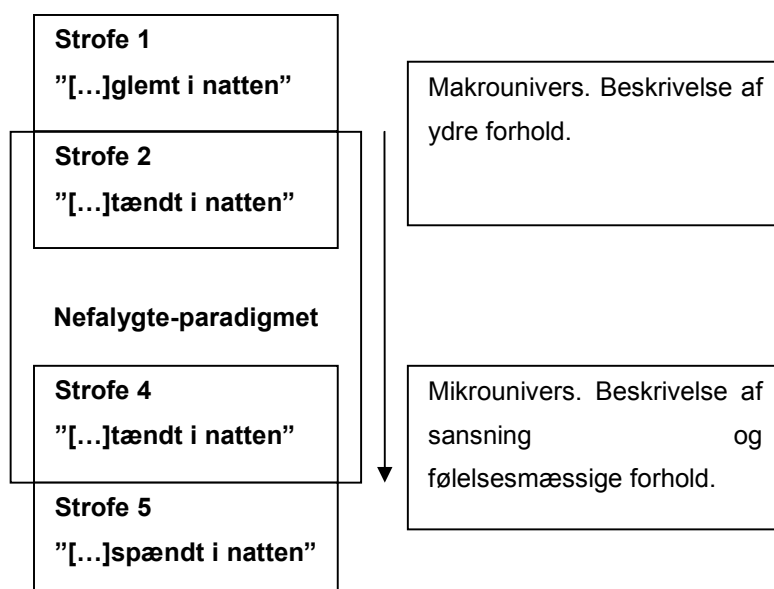 Strofe 1
”[…]glemt i natten”
Makrounivers. Beskrivelse af
ydre forhold.
Strofe 2
”[…]tændt i natten”
Nefalygte-paradigmet
Strofe 4
”[…]tændt i natten”
Mikrounivers. Beskrivelse af
sansning og
følelsesmæssige forhold.
Strofe 5
”[…]spændt i natten”